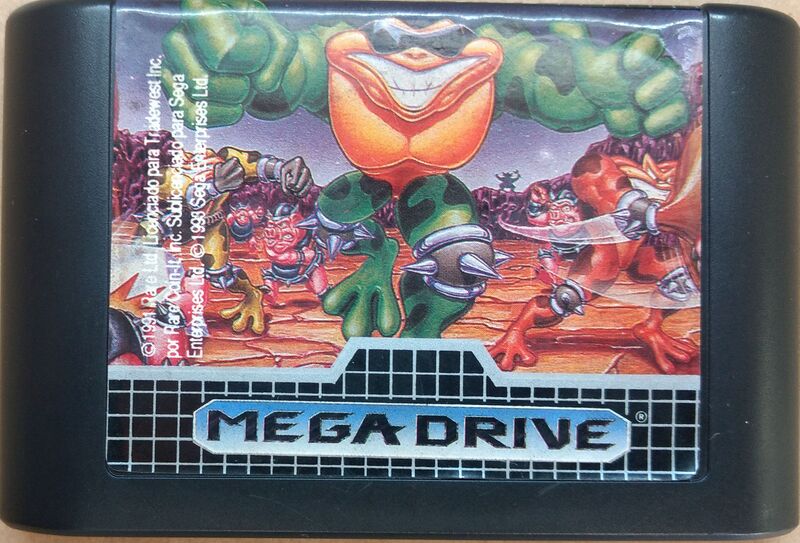 ©1991 Rare Ltd. Licenciado para Tradewest Inc.
por Rare/Coin-It, Inc. Sublicenciado para Sega
Enterprises Ltd. © 1993 Sega Enterprises Ltd.
MEGA DRIVE ®